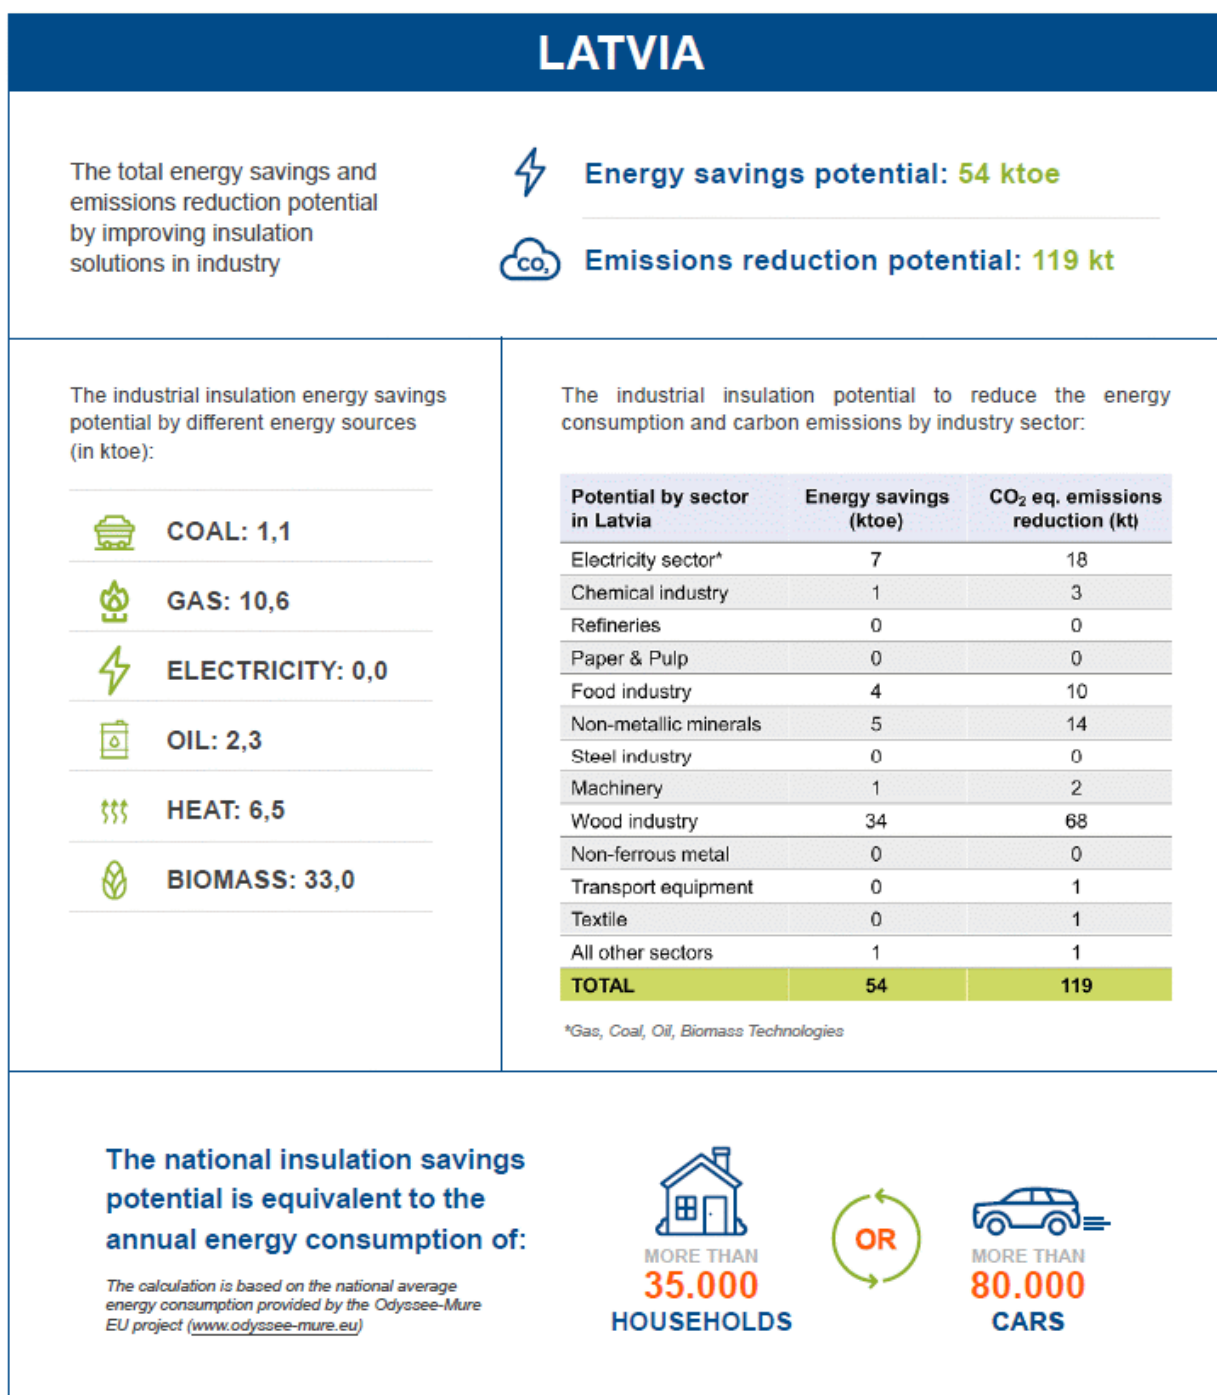 LATVIA
The total energy savings and
emissions reduction potential
by improving insulation
solutions in industry
Energy savings potential: 54 ktoe
CO₂
Emissions reduction potential: 119 kt
The industrial insulation energy savings
potential by different energy sources
(in ktoe):
COAL: 1,1
GAS: 10,6
ELECTRICITY: 0,0
OIL: 2,3
HEAT: 6,5
BIOMASS: 33,0
The industrial insulation potential to reduce the energy
consumption and carbon emissions by industry sector:
Potential by sector in Latvia Energy savings (ktoe) CO₂ eq. emissions reduction (kt)
Electricity sector* 7 18
Chemical industry 1 3
Refineries 0 0
Paper & Pulp 0 0
Food industry 4 10
Non-metallic minerals 5 14
Steel industry 0 0
Machinery 1 2
Wood industry 34 68
Non-ferrous metal 0 0
Transport equipment 0 1
Textile 0 1
All other sectors 1 1
TOTAL 54 119
*Gas, Coal, Oil, Biomass Technologies
The national insulation savings
potential is equivalent to the
annual energy consumption of:
The calculation is based on the national average
energy consumption provided by the Odyssee-Mure
EU project (www.odyssee-mure.eu)
MORE THAN
35.000
HOUSEHOLDS
OR
MORE THAN
80.000
CARS